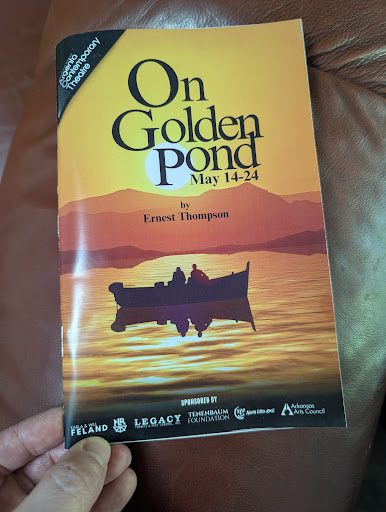 Argenta
Contemporary
Theatre
On
Golden
Pond
May 14-24
by
Ernest Thompson
SPONSORED BY
FELAND
LEGACY
TENENBAUM
FOUNDATION
Arkansas
Arts Council